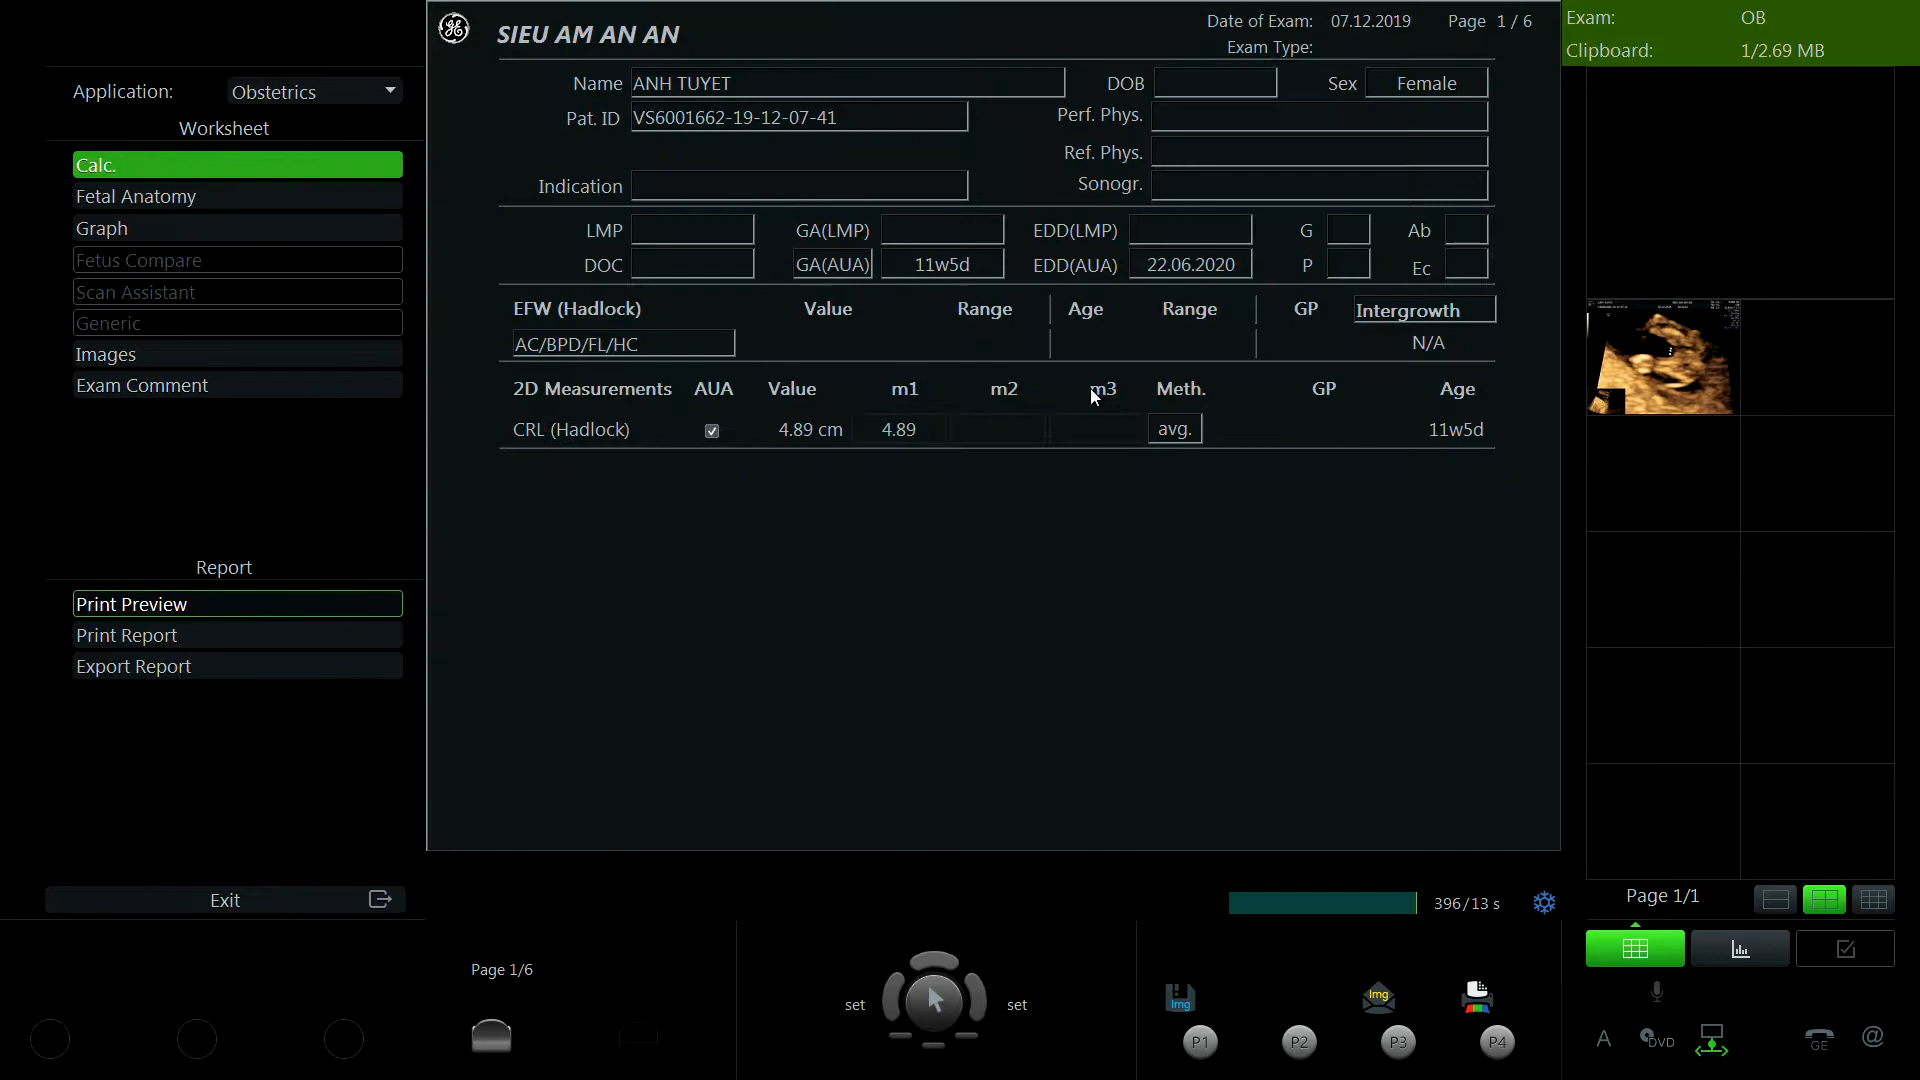 SIEU AM AN AN
Date of Exam: 07.12.2019 Page 1 / 6
Exam Type:
Exam: OB
Clipboard: 1/2.69 MB
Application: Obstetrics
Worksheet
Calc.
Fetal Anatomy
Graph
Fetus Compare
Scan Assistant
Generic
Images
Exam Comment
Report
Print Preview
Print Report
Export Report
Exit
Name ANH TUYET DOB Sex Female
Pat. ID VS6001662-19-12-07-41 Perf. Phys.
Ref. Phys.
Indication Sonogr.
LMP GA(LMP) EDD(LMP) G Ab
DOC GA(AUA) 11w5d EDD(AUA) 22.06.2020 P Ec
EFW (Hadlock) Value Range Age Range GP Intergrowth
AC/BPD/FL/HC N/A
2D Measurements AUA Value m1 m2 m3 Meth. GP Age
CRL (Hadlock) 4.89 cm 4.89 avg. 11w5d
396/13 s
Page 1/1
Page 1/6
set set
Img Img
P1 P2 P3 P4
A DVD GE @